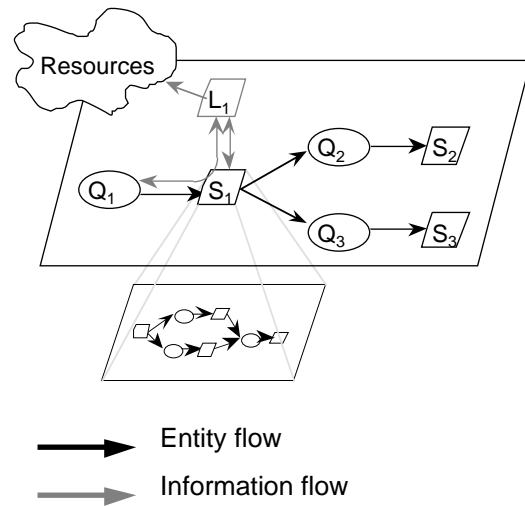 Resources
L1
Q1
S1
Q2
S2
Q3
S3
Entity flow
Information flow